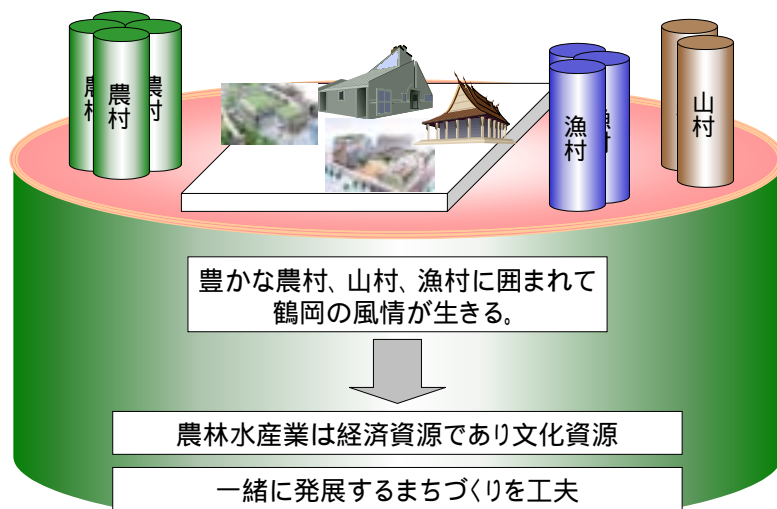 農村
農村
農村
漁村
漁村
山村
豊かな農村、山村、漁村に囲まれて
鶴岡の風情が生きる。
農林水産業は経済資源であり文化資源
一緒に発展するまちづくりを工夫